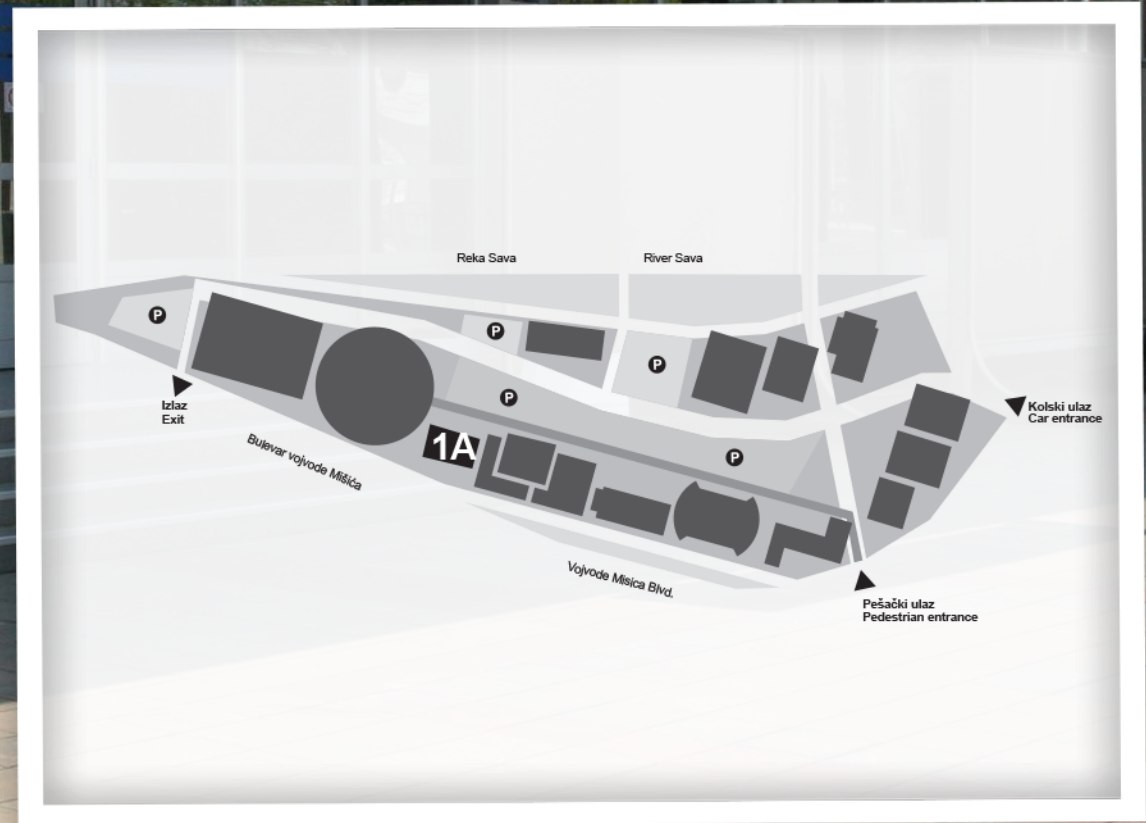 Reka Sava
River Sava
P
P
P
P
P
Izlaz
Exit
Kolski ulaz
Car entrance
1A
Bulevar vojvode Mišića
Vojvode Misica Blvd.
Pešački ulaz
Pedestrian entrance